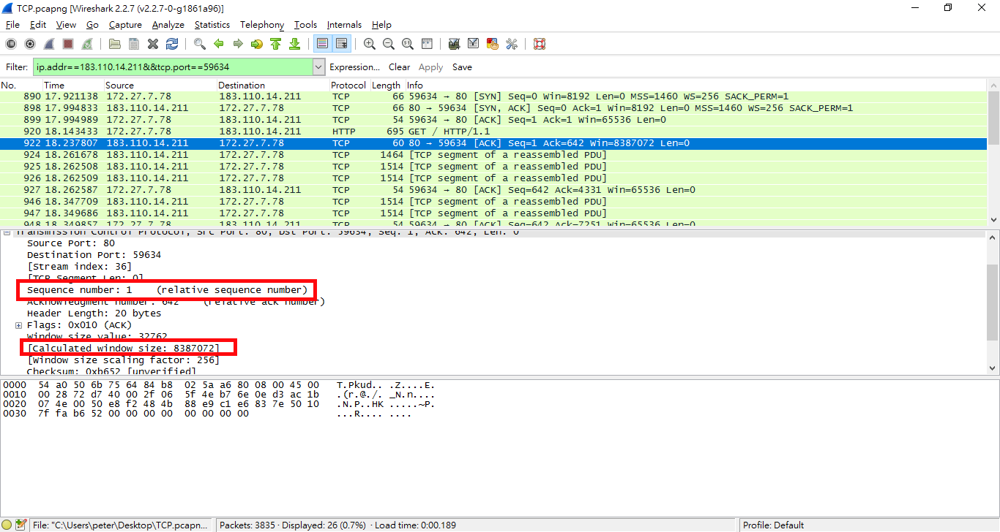 TCP.pcapng [Wireshark 2.2.7 (v2.2.7-0-g1861a96)]
File Edit View Go Capture Analyze Statistics Telephony Tools Internals Help
Filter: ip.addr==183.110.14.211&&tcp.port==59634 Expression... Clear Apply Save
No. Time Source Destination Protocol Length Info
890 17.921138 172.27.7.78 183.110.14.211 TCP 66 59634 → 80 [SYN] Seq=0 Win=8192 Len=0 MSS=1460 WS=256 SACK_PERM=1
898 17.994833 183.110.14.211 172.27.7.78 TCP 66 80 → 59634 [SYN, ACK] Seq=0 Ack=1 Win=8192 Len=0 MSS=1460 WS=256 SACK_PERM=1
899 17.994989 172.27.7.78 183.110.14.211 TCP 54 59634 → 80 [ACK] Seq=1 Ack=1 Win=65536 Len=0
920 18.143433 172.27.7.78 183.110.14.211 HTTP 695 GET / HTTP/1.1
922 18.237807 183.110.14.211 172.27.7.78 TCP 60 80 → 59634 [ACK] Seq=1 Ack=642 Win=8387072 Len=0
924 18.261678 183.110.14.211 172.27.7.78 TCP 1464 [TCP segment of a reassembled PDU]
925 18.262508 183.110.14.211 172.27.7.78 TCP 1514 [TCP segment of a reassembled PDU]
926 18.262509 183.110.14.211 172.27.7.78 TCP 1514 [TCP segment of a reassembled PDU]
927 18.262587 172.27.7.78 183.110.14.211 TCP 54 59634 → 80 [ACK] Seq=642 Ack=4331 Win=65536 Len=0
946 18.347709 183.110.14.211 172.27.7.78 TCP 1514 [TCP segment of a reassembled PDU]
947 18.349686 183.110.14.211 172.27.7.78 TCP 1514 [TCP segment of a reassembled PDU]
948 18.349857 172.27.7.78 183.110.14.211 TCP 54 59634 → 80 [ACK] Seq=642 Ack=7251 Win=65536 Len=0
Transmission Control Protocol, Src Port: 80, Dst Port: 59634, Seq: 1, Ack: 642, Len: 0
Source Port: 80
Destination Port: 59634
[Stream index: 36]
[TCP Segment Len: 0]
Sequence number: 1 (relative sequence number)
Acknowledgment number: 642 (relative ack number)
Header Length: 20 bytes
Flags: 0x010 (ACK)
Window size value: 32762
[Calculated window size: 8387072]
[Window size scaling factor: 256]
Checksum: 0xb652 [unverified]
0000 54 a0 50 6b 75 64 84 b8 02 5a a6 80 08 00 45 00 T.Pkud.. .Z....E.
0010 00 28 72 d7 40 00 2f 06 5f 4e b7 6e 0e d3 ac 1b .(r.@./. _N.n....
0020 07 4e 00 50 e8 f2 48 4b 88 e9 c1 e6 83 7e 50 10 .N.P..HK .....~P.
0030 7f fa b6 52 00 00 00 00 00 00 00 00 ...R.... ....
File: "C:\Users\peter\Desktop\TCP.pcapn... Packets: 3835 · Displayed: 26 (0.7%) · Load time: 0:00.189 Profile: Default